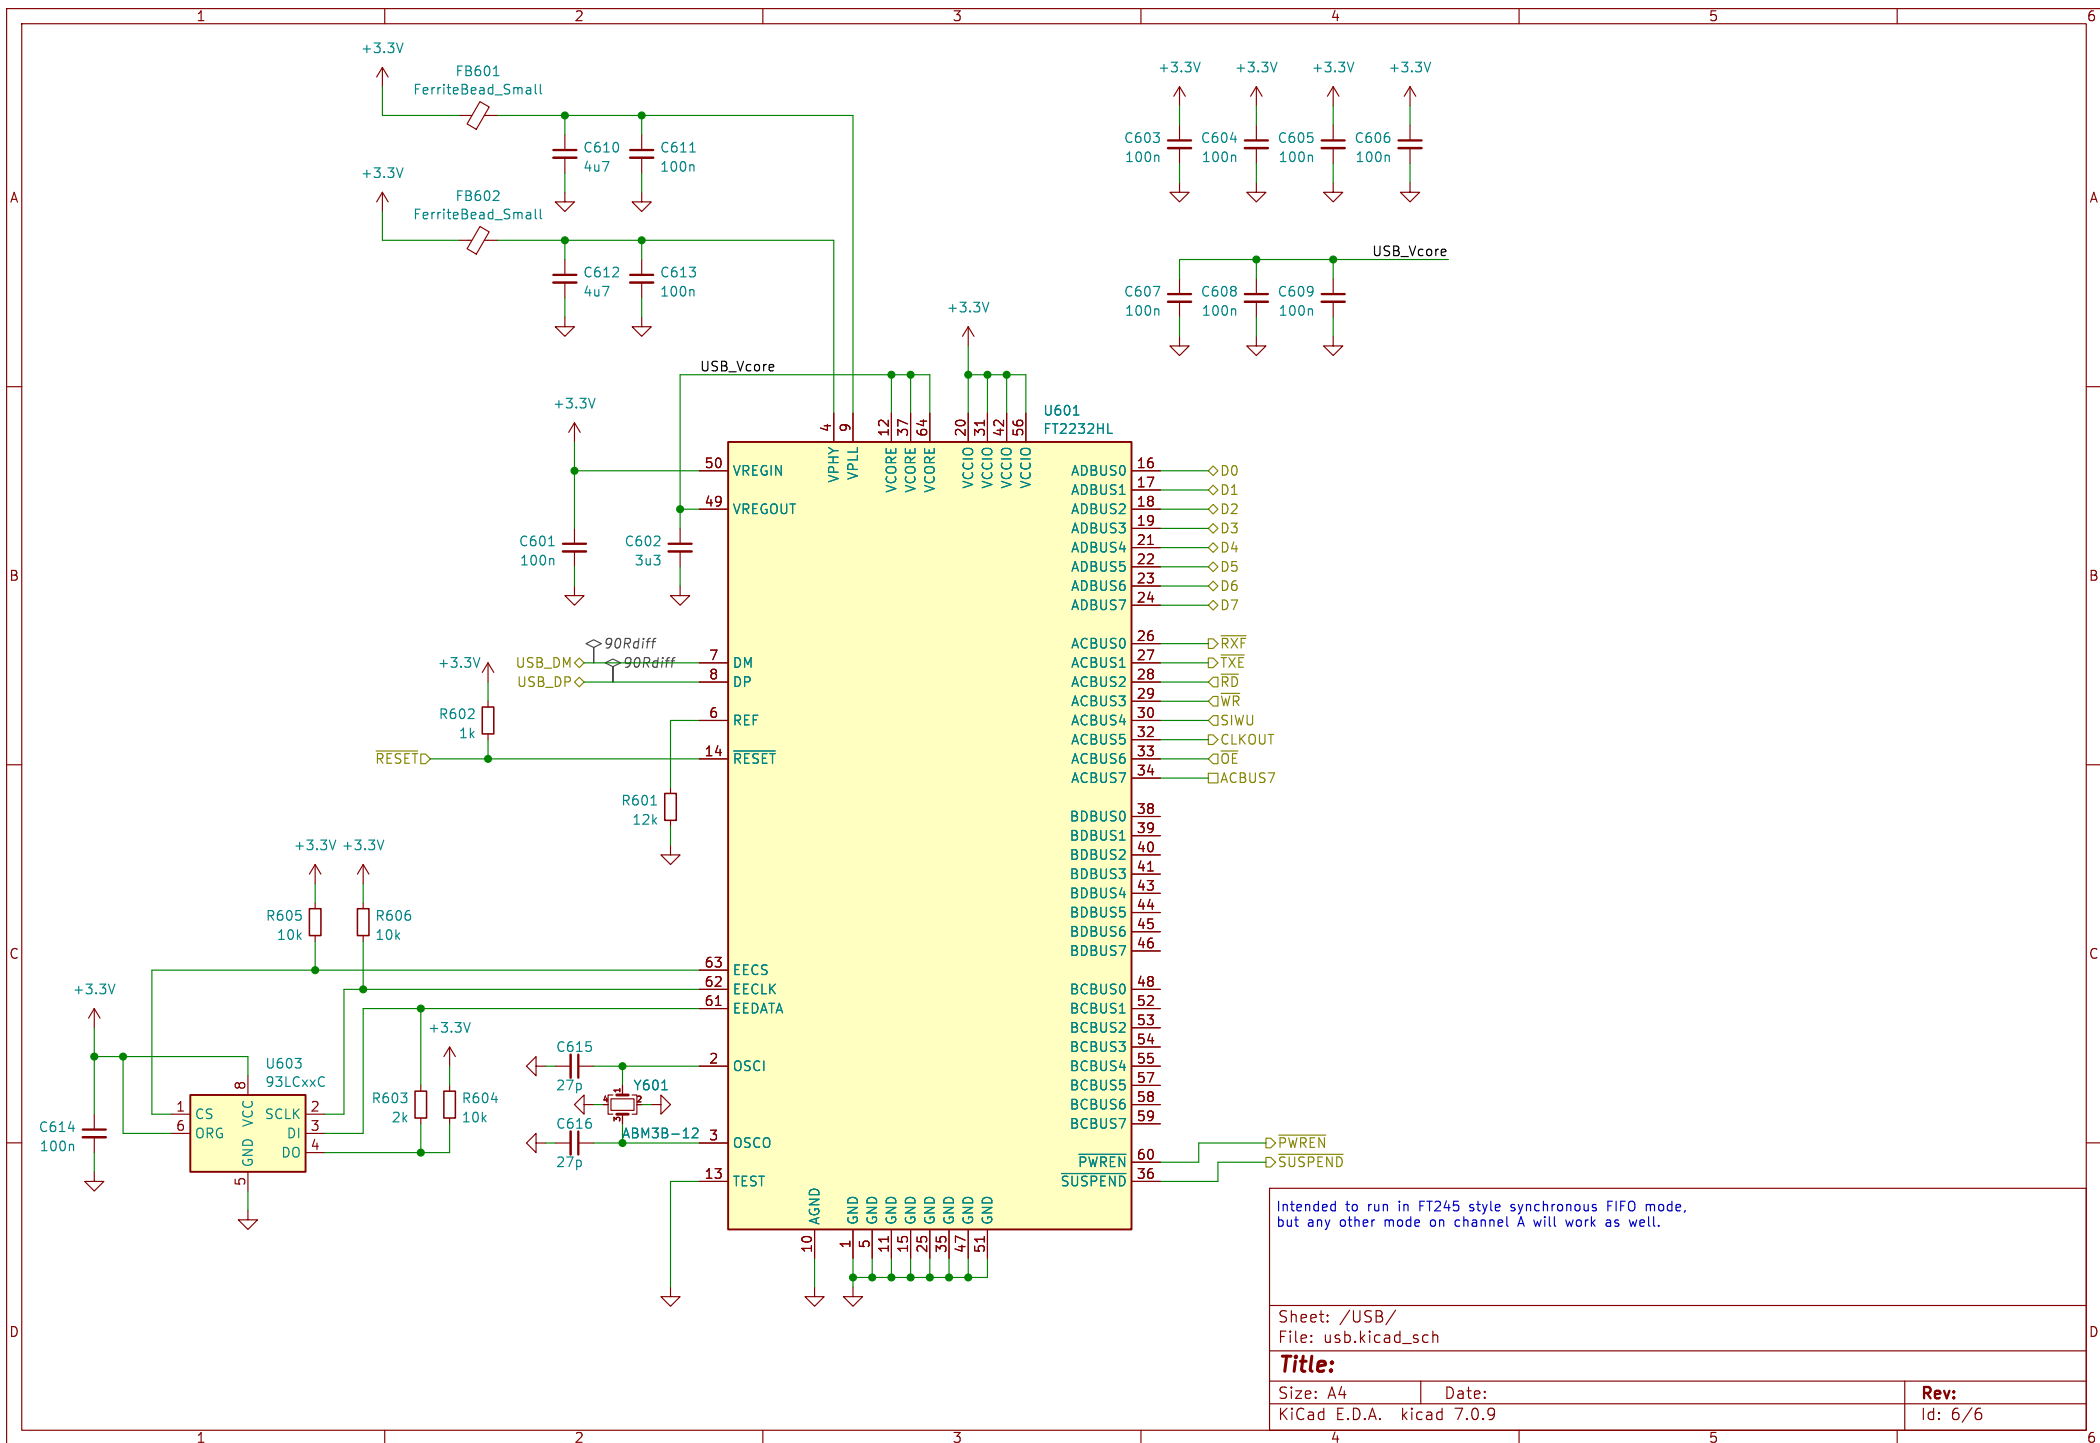 1 2 3 4 5 6
A
B
C
D
A
B
C
D
1 2 3 4 5 6
+3.3V
FB601
FerriteBead_Small
C610
4u7
C611
100n
+3.3V
FB602
FerriteBead_Small
C612
4u7
C613
100n
+3.3V +3.3V +3.3V +3.3V
C603
100n
C604
100n
C605
100n
C606
100n
USB_Vcore
C607
100n
C608
100n
C609
100n
+3.3V
USB_Vcore
+3.3V
C601
100n
C602
3u3
U601
FT2232HL
4 9 12 37 64 20 31 42 56
VPHY VPLL VCORE VCORE VCORE VCCIO VCCIO VCCIO VCCIO
50 VREGIN
49 VREGOUT
90Rdiff
USB_DM 90Rdiff 7 DM
USB_DP 8 DP
6 REF
+3.3V
R602
1k
RESET 14 RESET
R601
12k
+3.3V +3.3V
R605
10k
R606
10k
63 EECS
62 EECLK
61 EEDATA
+3.3V
+3.3V
U603
93LCxxC
8
1 CS VCC SCLK 2
6 ORG DI 3
GND DO 4
5
C614
100n
R603
2k
R604
10k
C615
27p
Y601
1
4 2
3
ABM3B-12
C616
27p
2 OSCI
3 OSCO
13 TEST
AGND GND GND GND GND GND GND GND GND
10 1 5 11 15 25 35 47 51
ADBUS0 16 D0
ADBUS1 17 D1
ADBUS2 18 D2
ADBUS3 19 D3
ADBUS4 21 D4
ADBUS5 22 D5
ADBUS6 23 D6
ADBUS7 24 D7
ACBUS0 26 RXF
ACBUS1 27 TXE
ACBUS2 28 RD
ACBUS3 29 WR
ACBUS4 30 SIWU
ACBUS5 32 CLKOUT
ACBUS6 33 OE
ACBUS7 34 ACBUS7
BDBUS0 38
BDBUS1 39
BDBUS2 40
BDBUS3 41
BDBUS4 43
BDBUS5 44
BDBUS6 45
BDBUS7 46
BCBUS0 48
BCBUS1 52
BCBUS2 53
BCBUS3 54
BCBUS4 55
BCBUS5 57
BCBUS6 58
BCBUS7 59
PWREN 60 PWREN
SUSPEND 36 SUSPEND
Intended to run in FT245 style synchronous FIFO mode,
but any other mode on channel A will work as well.
Sheet: /USB/
File: usb.kicad_sch
Title:
Size: A4 Date: Rev:
KiCad E.D.A. kicad 7.0.9 Id: 6/6